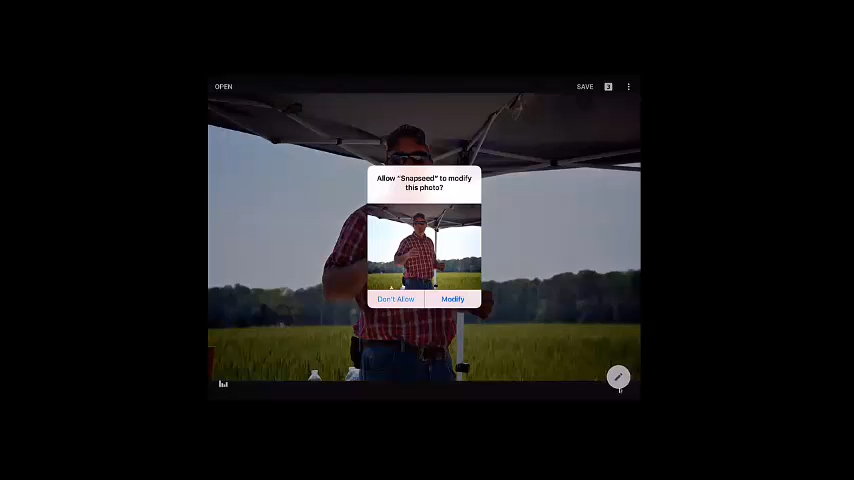 OPEN
SAVE
3
Allow "Snapseed" to modify
this photo?
Don't Allow
Modify